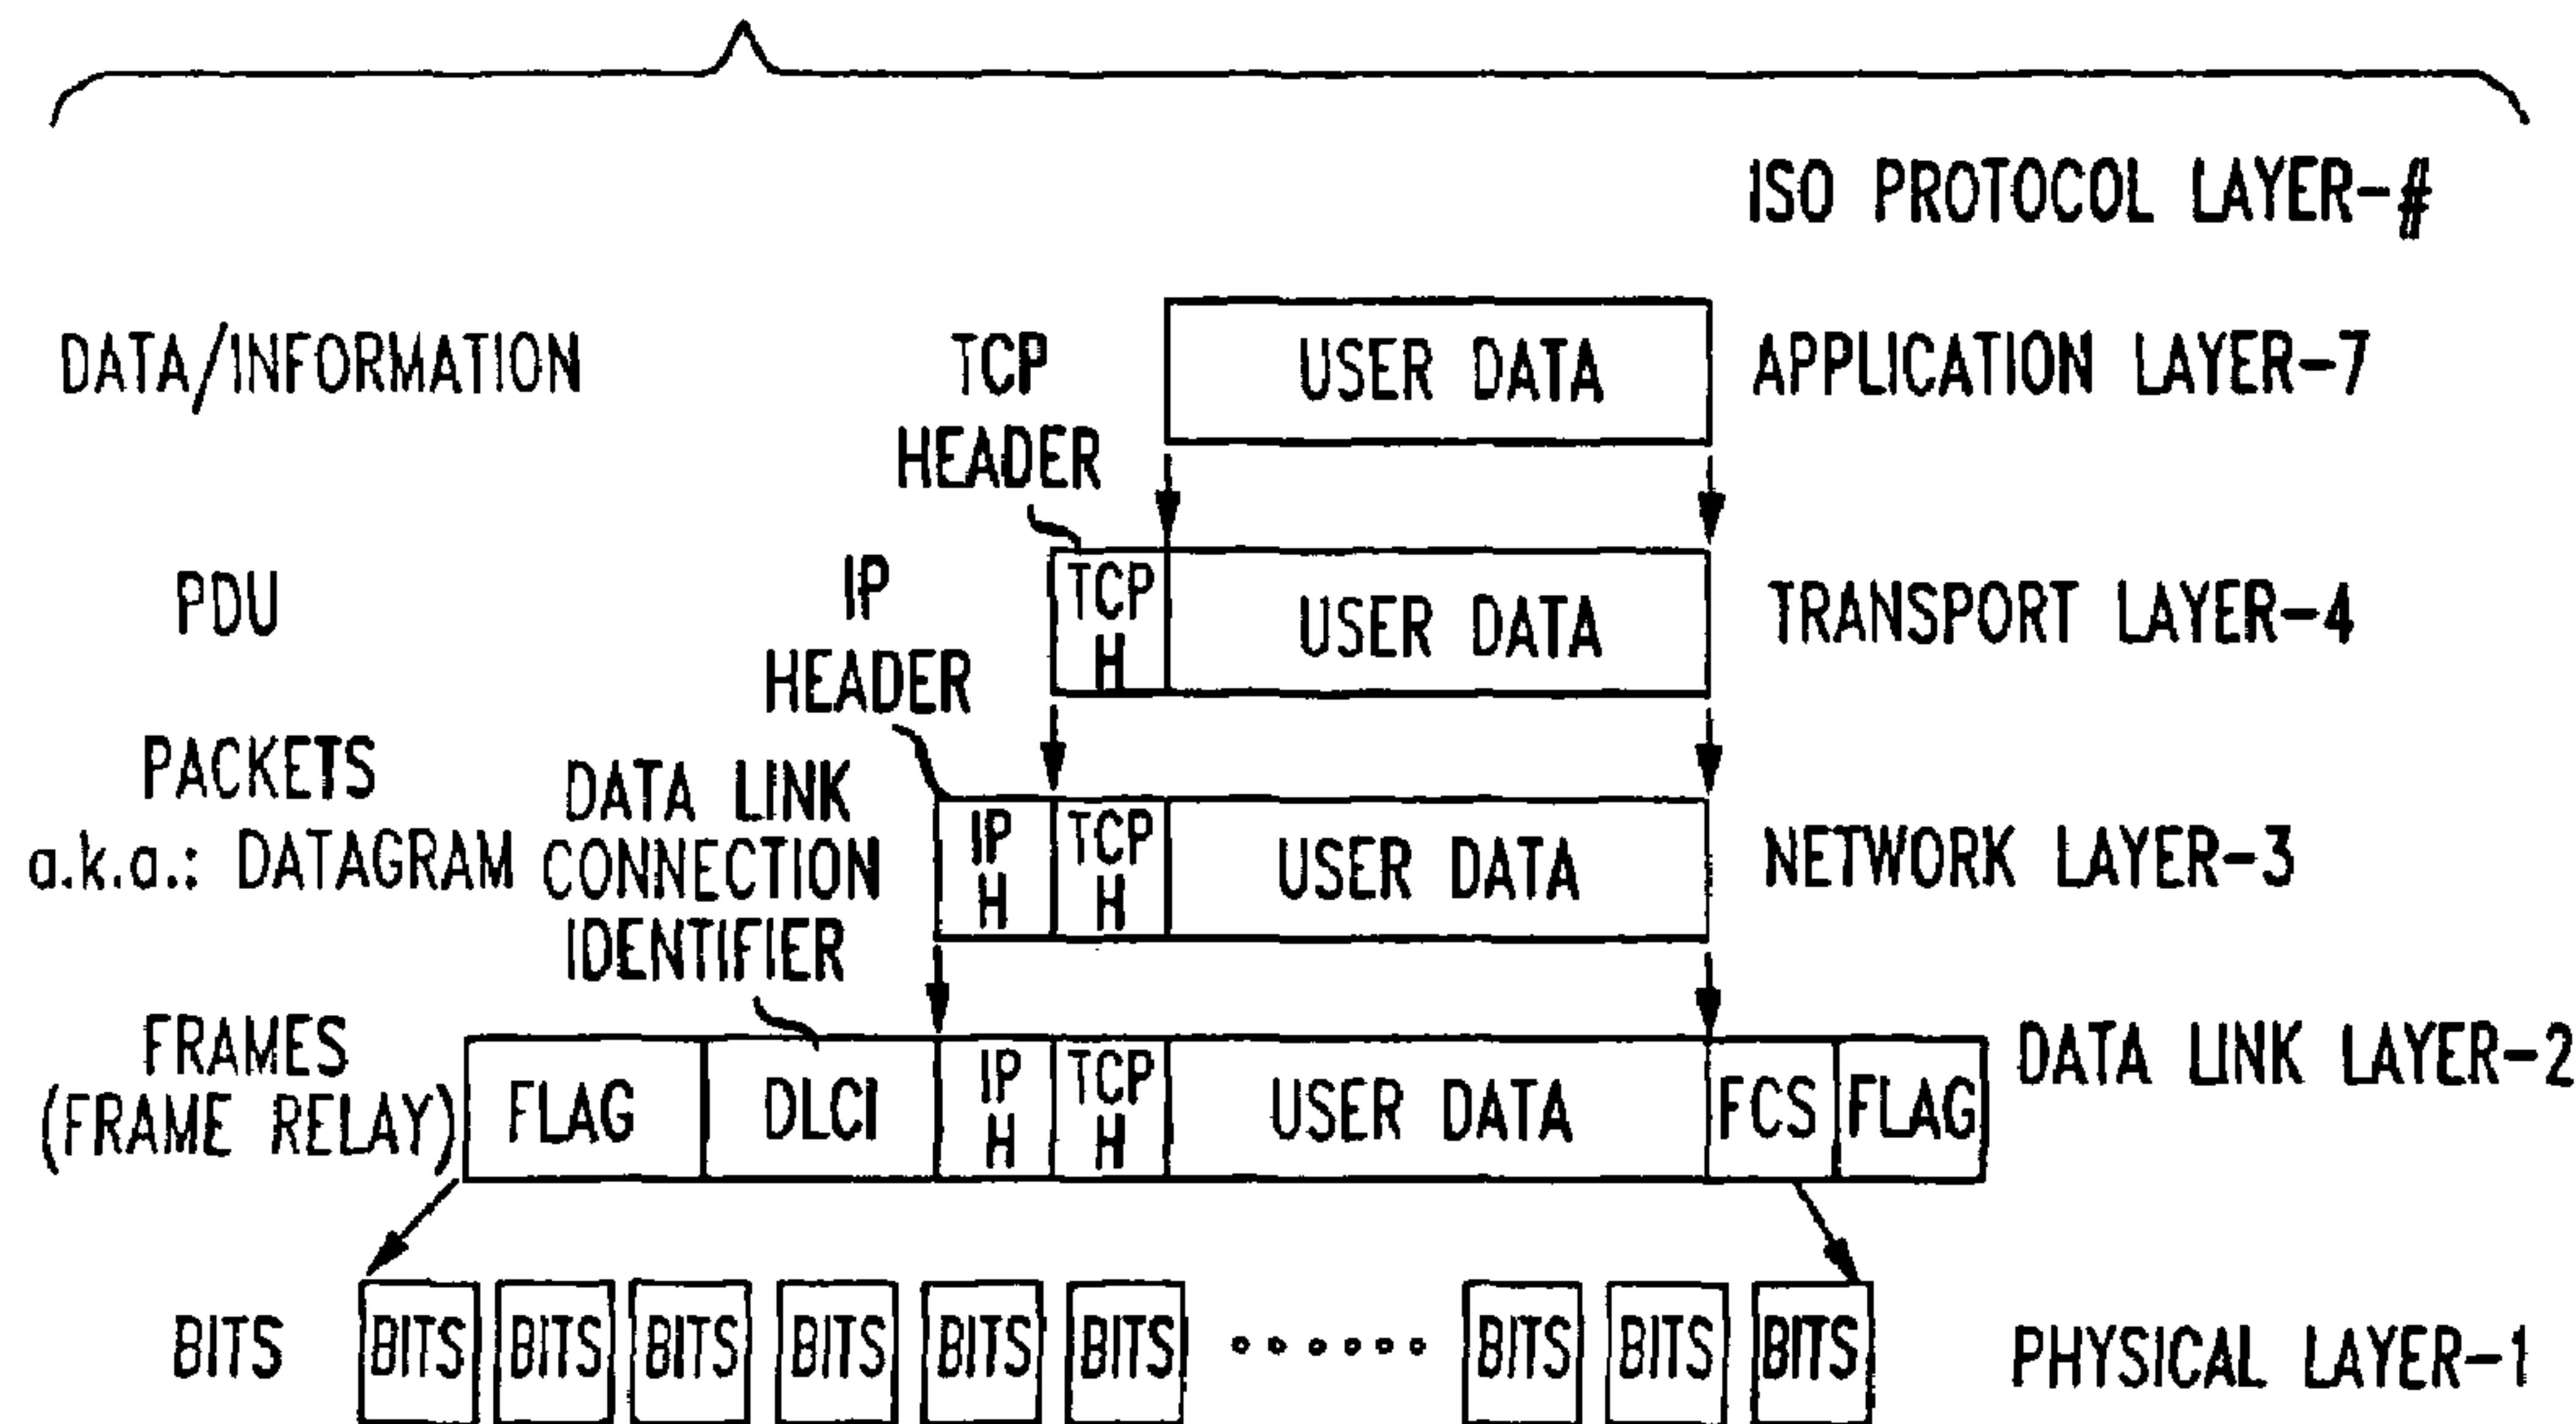 ISO PROTOCOL LAYER-#
DATA/INFORMATION
TCP
HEADER
USER DATA
APPLICATION LAYER-7
PDU
IP
HEADER
TCP
H
USER DATA
TRANSPORT LAYER-4
PACKETS
a.k.a.: DATAGRAM
DATA LINK
CONNECTION
IDENTIFIER
IP
H
TCP
H
USER DATA
NETWORK LAYER-3
FRAMES
(FRAME RELAY)
FLAG
DLCI
IP
H
TCP
H
USER DATA
FCS
FLAG
DATA LINK LAYER-2
BITS
BITS BITS BITS BITS BITS BITS BITS BITS BITS
PHYSICAL LAYER-1